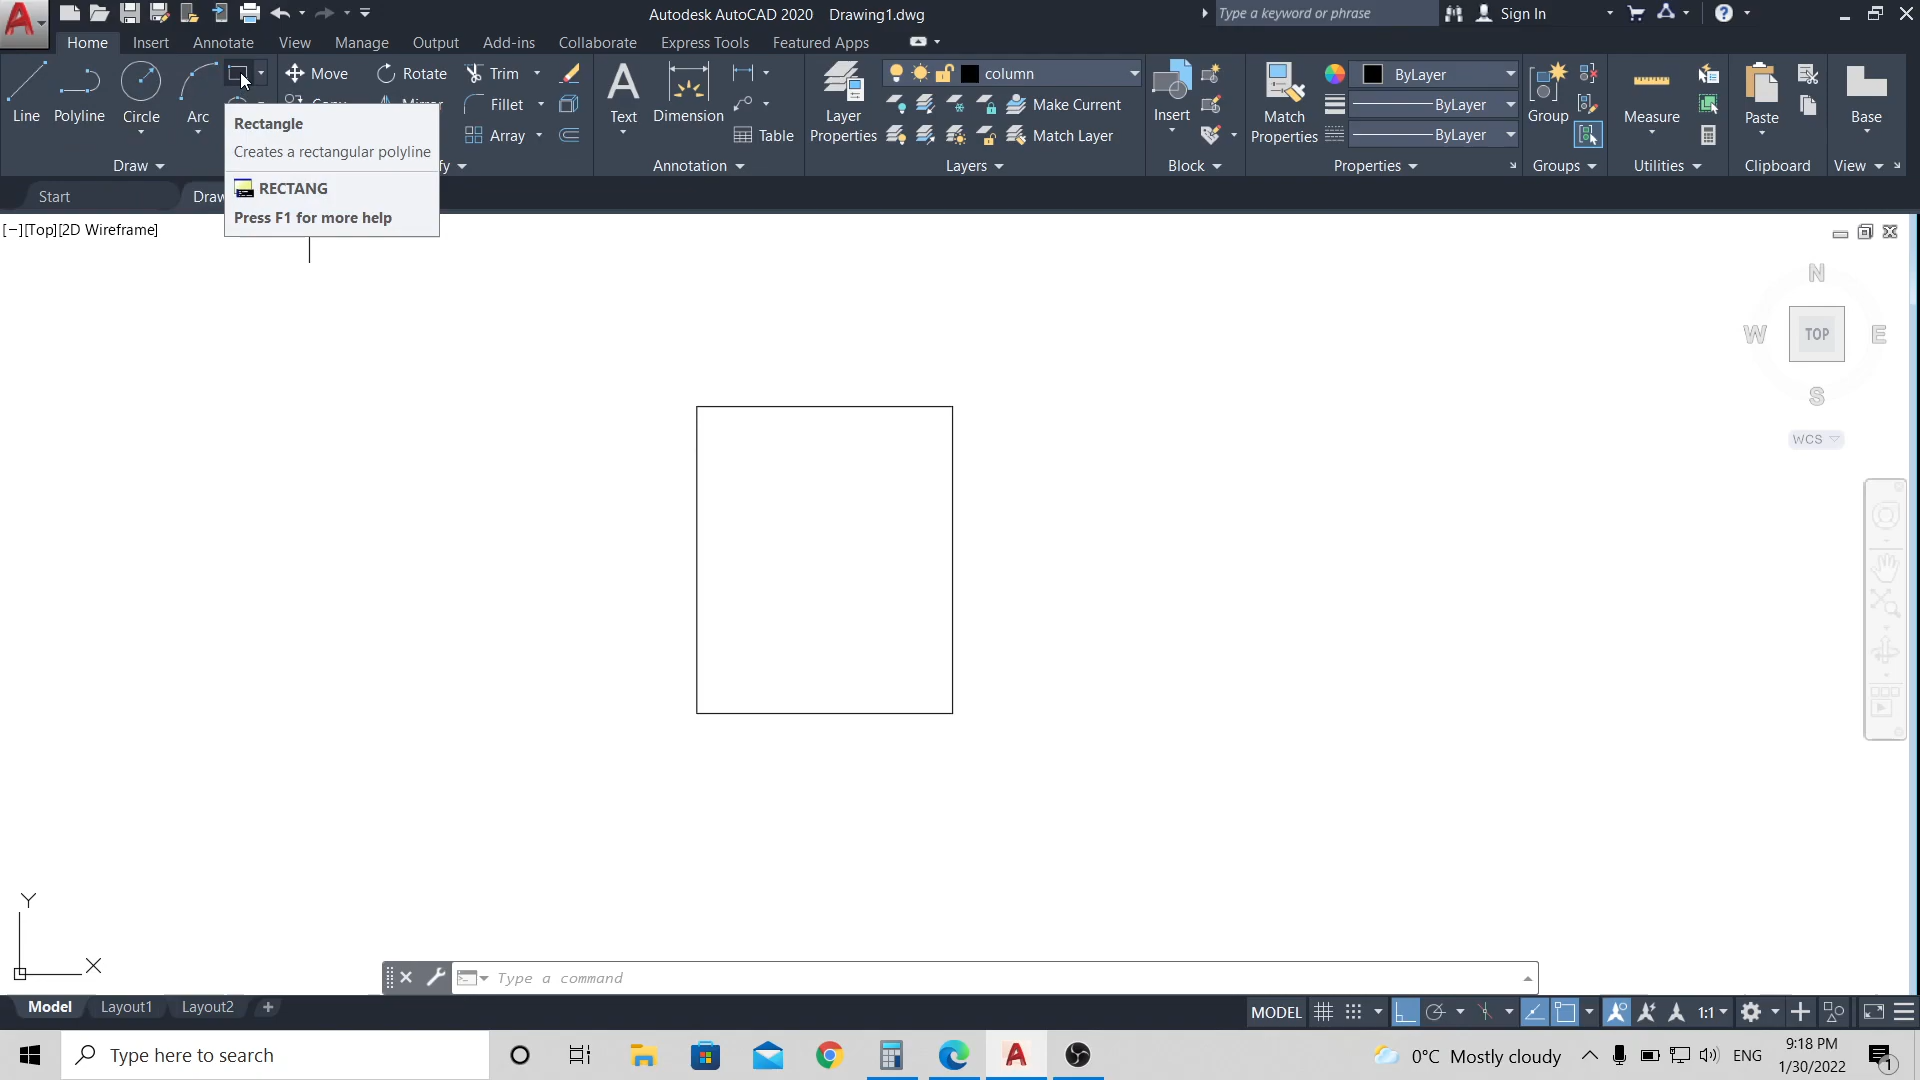 Autodesk AutoCAD 2020 Drawing1.dwg
Type a keyword or phrase
Sign In
Home Insert Annotate View Manage Output Add-ins Collaborate Express Tools Featured Apps
Move Rotate Trim
column
ByLayer
Fillet
Make Current
ByLayer
Line Polyline Circle Arc
Text Dimension
Layer
Properties
Insert
Match
Properties
Group Measure Paste Base
Array
Table
Match Layer
ByLayer
Draw
Annotation Layers Block Properties Groups Utilities Clipboard View
Rectangle
Creates a rectangular polyline
RECTANG
Press F1 for more help
Start
[−][Top][2D Wireframe]
N
W TOP E
S
WCS
Y
X
Type a command
Model Layout1 Layout2 +
MODEL
1:1
Type here to search
0°C Mostly cloudy
ENG
9:18 PM
1/30/2022
1